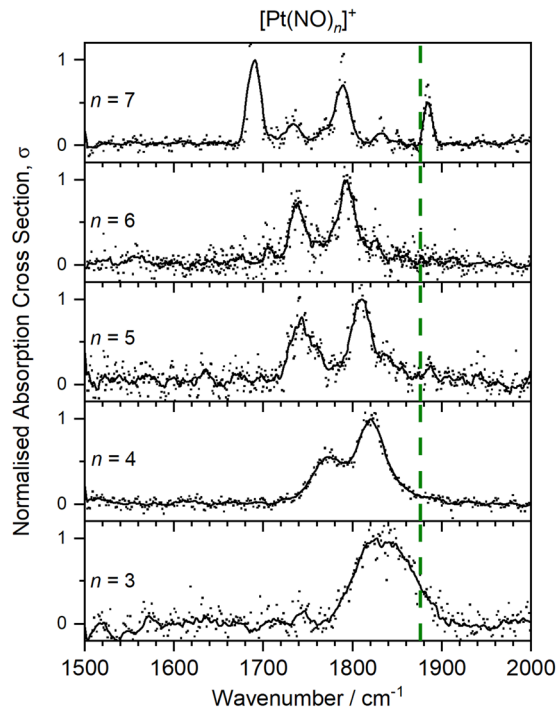 [Pt(NO)n]+
Normalised Absorption Cross Section, σ
1
n = 7
0
1
n = 6
0
1
n = 5
0
1
n = 4
0
1
n = 3
0
1500 1600 1700 1800 1900 2000
Wavenumber / cm-1